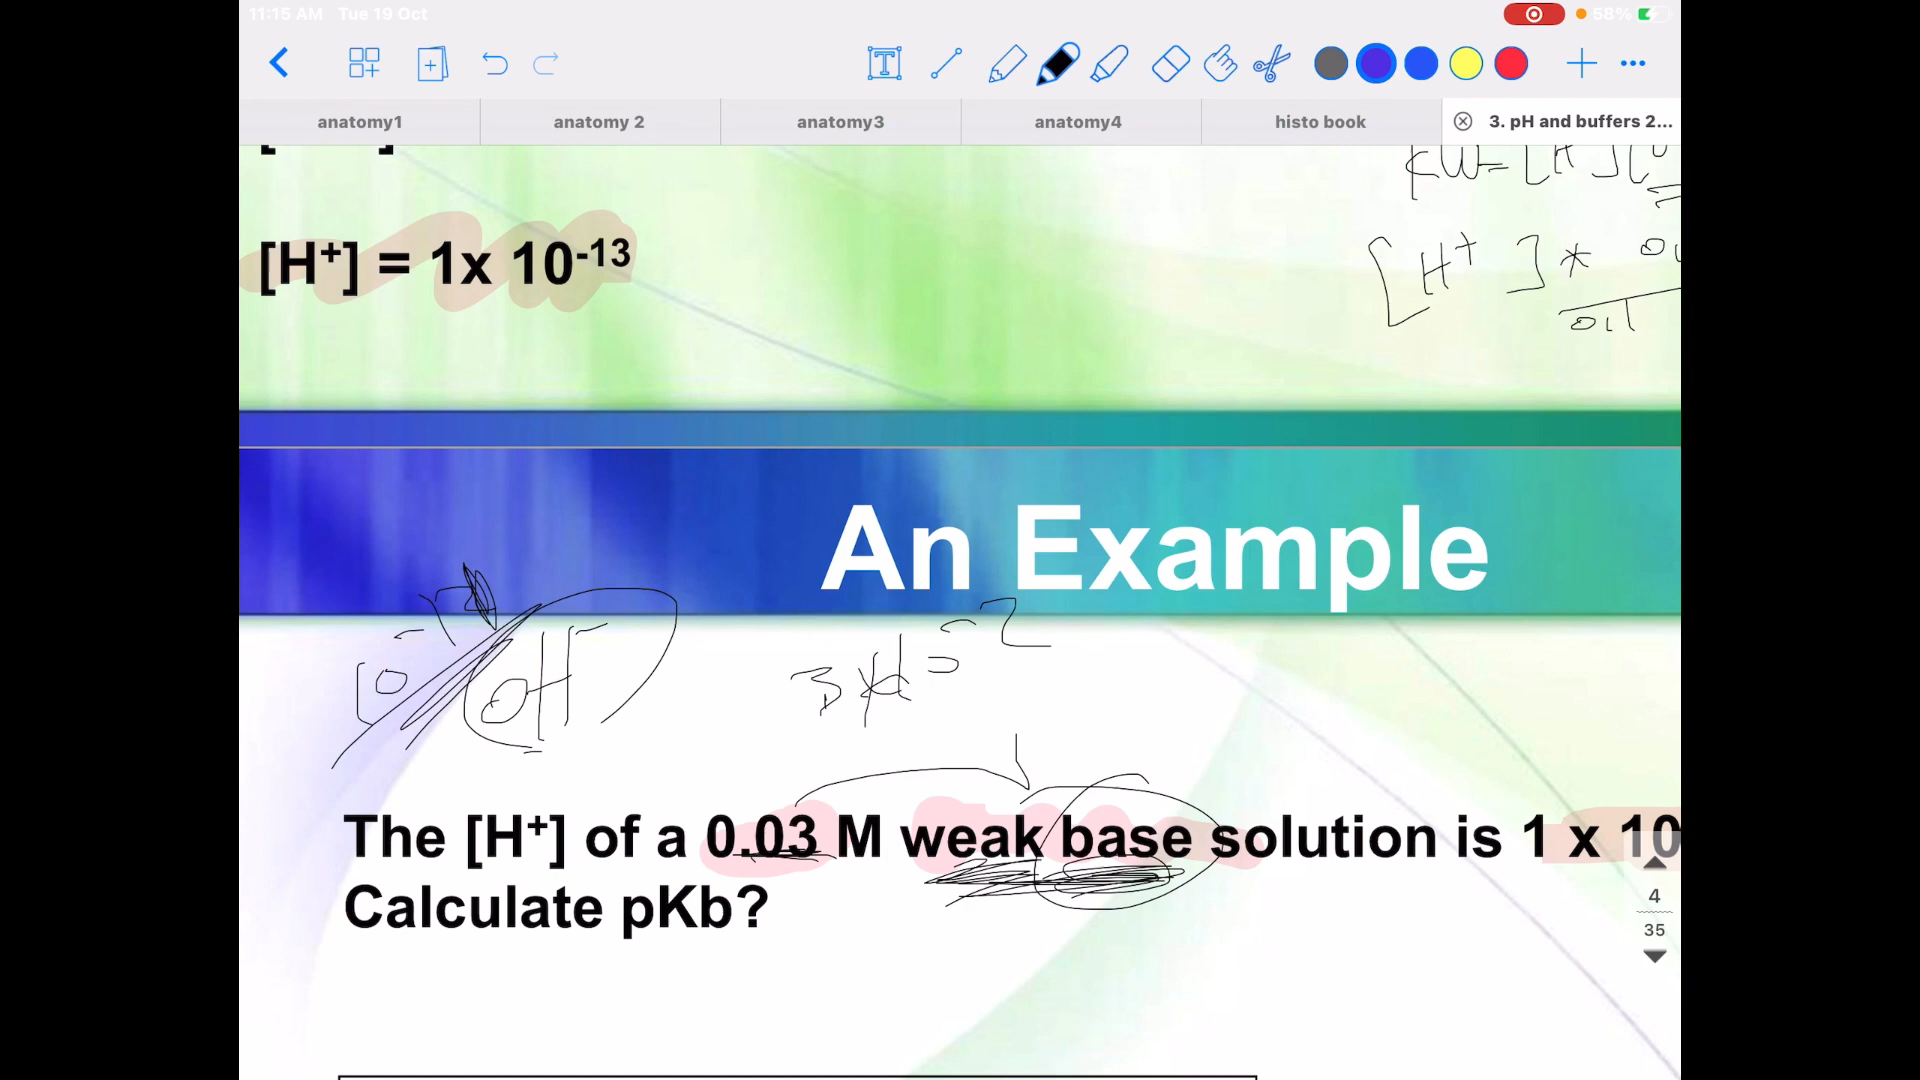 11:15 AM Tue 19 Oct
58%
T
anatomy1
anatomy 2
anatomy3
anatomy4
histo book
3. pH and buffers 2...
KW=[H
[H+] = 1x 10-13
[H+] *
An Example
OH-
The [H+] of a 0.03 M weak base solution is 1 x 10
Calculate pKb?
4
35